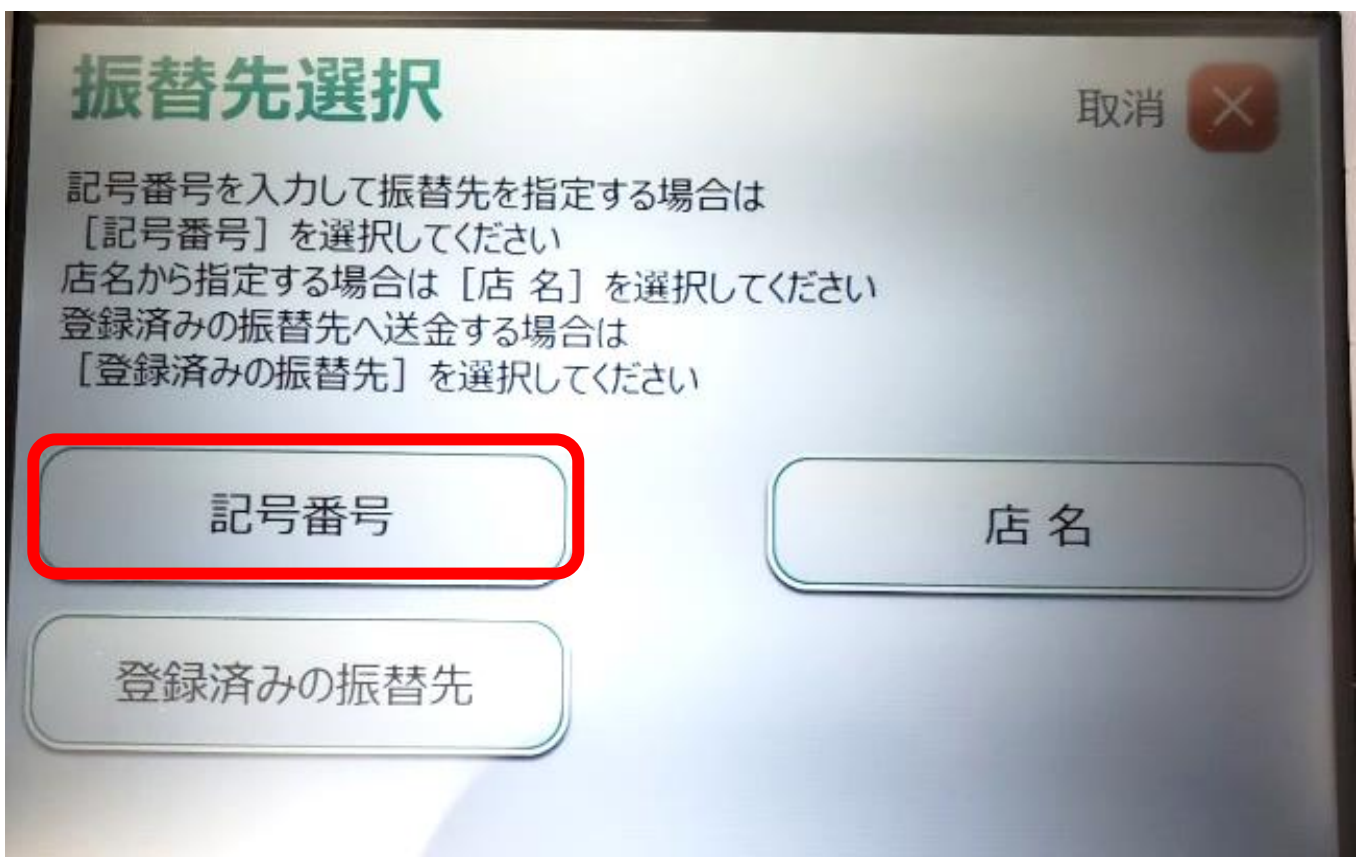 振替先選択
取消
記号番号を入力して振替先を指定する場合は
［記号番号］を選択してください
店名から指定する場合は［店 名］を選択してください
登録済みの振替先へ送金する場合は
［登録済みの振替先］を選択してください
記号番号
店 名
登録済みの振替先